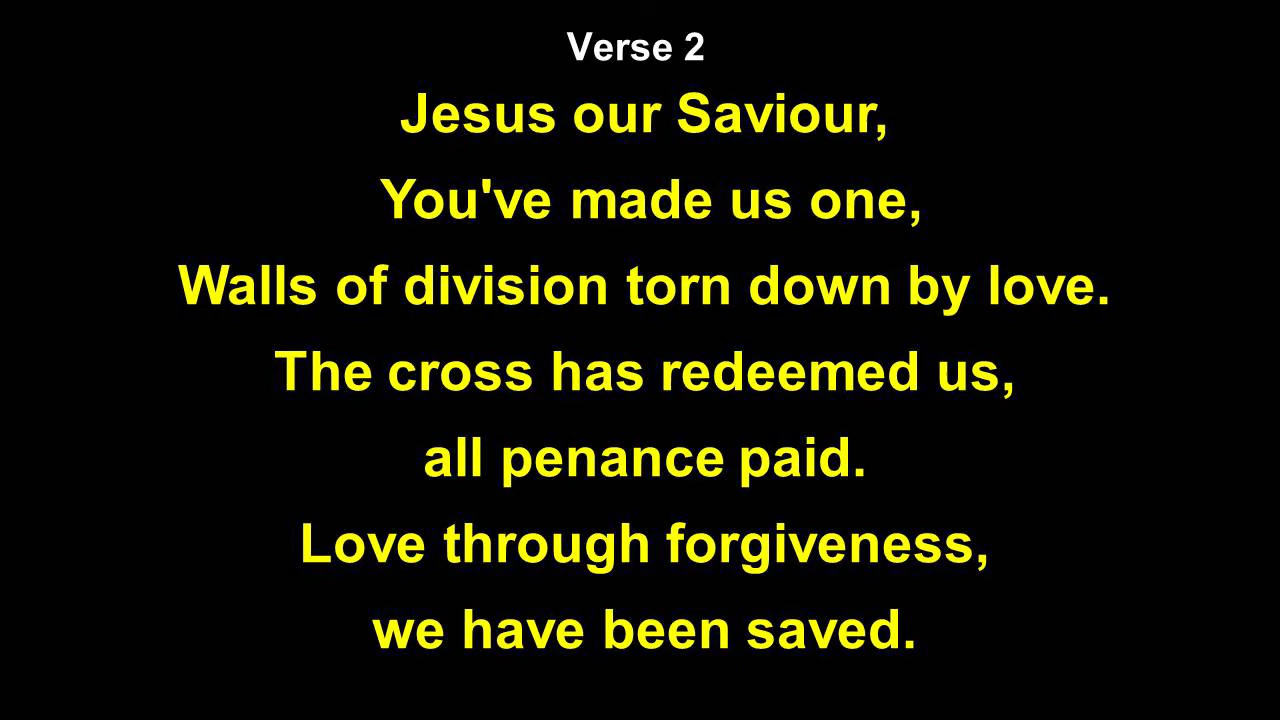 Verse 2
Jesus our Saviour,
You've made us one,
Walls of division torn down by love.
The cross has redeemed us,
all penance paid.
Love through forgiveness,
we have been saved.